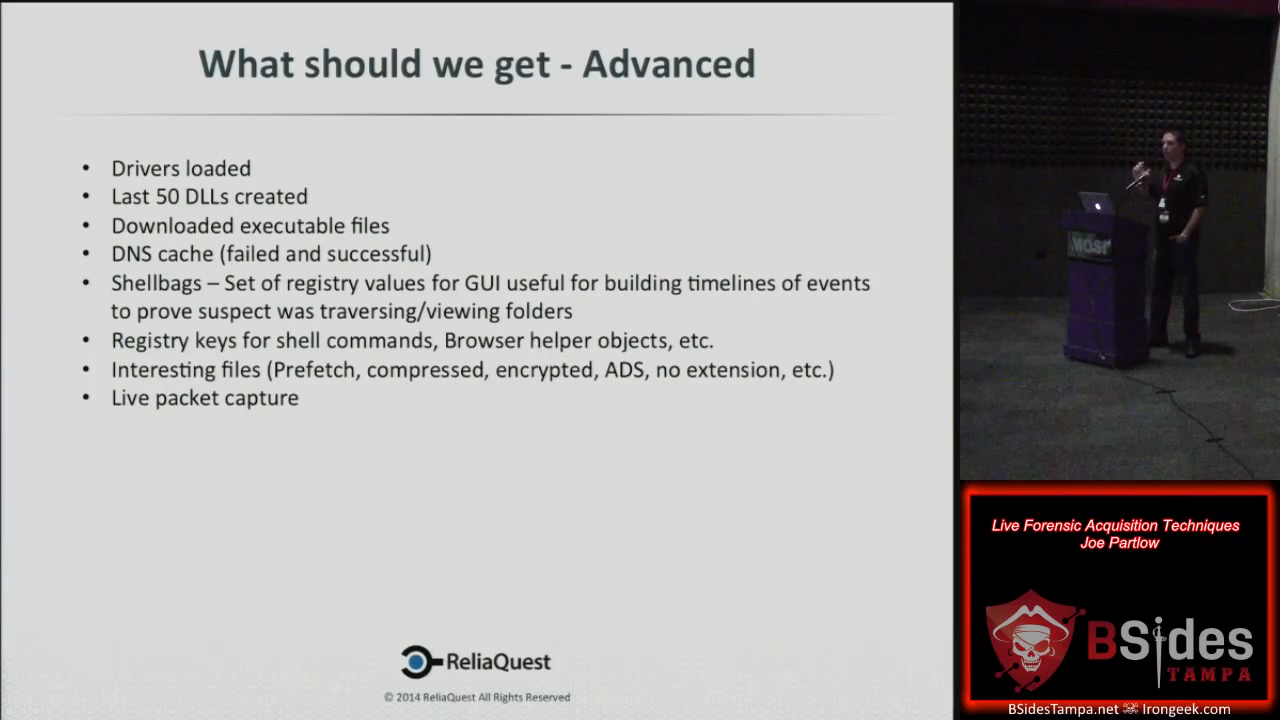 What should we get - Advanced
• Drivers loaded
• Last 50 DLLs created
• Downloaded executable files
• DNS cache (failed and successful)
• Shellbags – Set of registry values for GUI useful for building timelines of events
to prove suspect was traversing/viewing folders
• Registry keys for shell commands, Browser helper objects, etc.
• Interesting files (Prefetch, compressed, encrypted, ADS, no extension, etc.)
• Live packet capture
ReliaQuest
© 2014 ReliaQuest All Rights Reserved
MOSI
Live Forensic Acquisition Techniques
Joe Partlow
BSides
TAMPA
BSidesTampa.net Irongeek.com